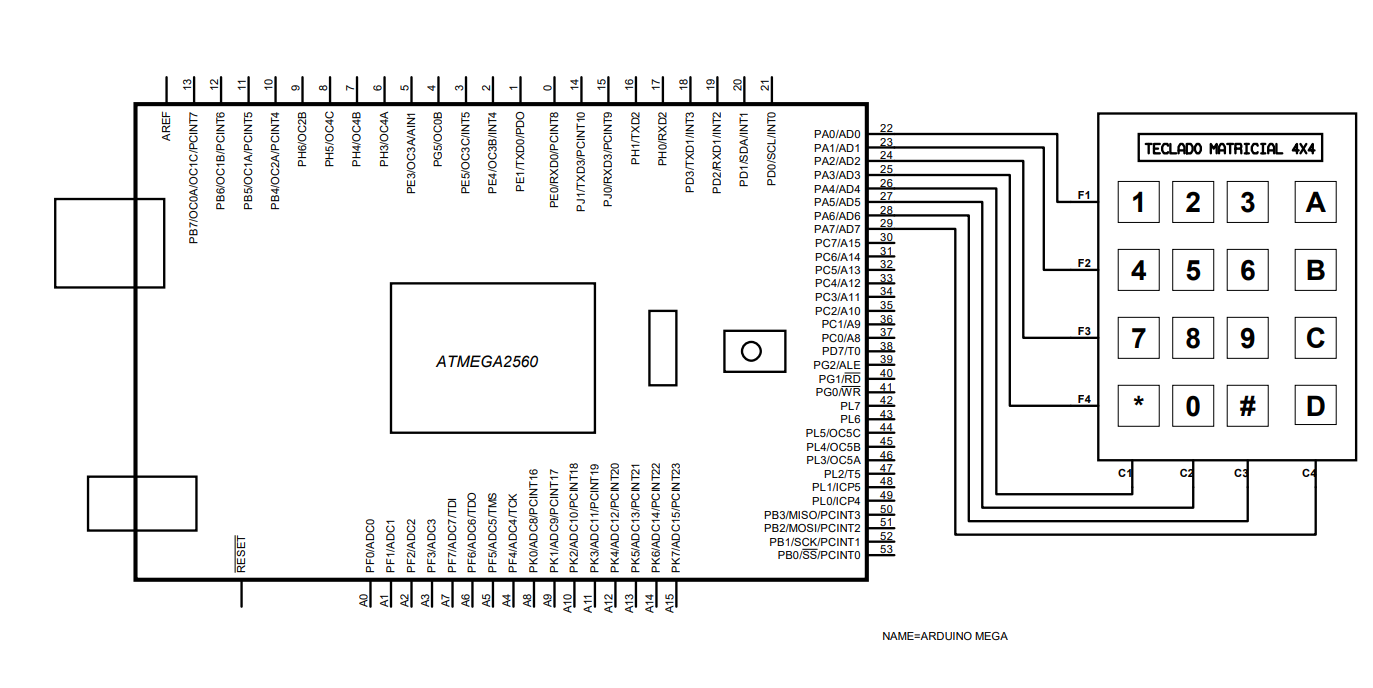 AREF
13
12
11
10
9
8
7
6
5
4
3
2
1
0
14
15
16
17
18
19
20
21
PB7/OC0A/OC1C/PCINT7
PB6/OC1B/PCINT6
PB5/OC1A/PCINT5
PB4/OC2A/PCINT4
PH6/OC2B
PH5/OC4C
PH4/OC4B
PH3/OC4A
PE3/OC3A/AIN1
PG5/OC0B
PE5/OC3C/INT5
PE4/OC3B/INT4
PE1/TXD0/PDO
PE0/RXD0/PCINT8
PJ1/TXD3/PCINT10
PJ0/RXD3/PCINT9
PH1/TXD2
PH0/RXD2
PD3/TXD1/INT3
PD2/RXD1/INT2
PD1/SDA/INT1
PD0/SCL/INT0
PA0/AD0 22
PA1/AD1 23
PA2/AD2 24
PA3/AD3 25
PA4/AD4 26
PA5/AD5 27
PA6/AD6 28
PA7/AD7 29
PC7/A15 30
PC6/A14 31
PC5/A13 32
PC4/A12 33
PC3/A11 34
PC2/A10 35
PC1/A9 36
PC0/A8 37
PD7/T0 38
PG2/ALE 39
PG1/RD 40
PG0/WR 41
PL7 42
PL6 43
PL5/OC5C 44
PL4/OC5B 45
PL3/OC5A 46
PL2/T5 47
PL1/ICP5 48
PL0/ICP4 49
PB3/MISO/PCINT3 50
PB2/MOSI/PCINT2 51
PB1/SCK/PCINT1 52
PB0/SS/PCINT0 53
ATMEGA2560
RESET
PF0/ADC0
PF1/ADC1
PF2/ADC2
PF3/ADC3
PF7/ADC7/TDI
PF6/ADC6/TDO
PF5/ADC5/TMS
PF4/ADC4/TCK
PK0/ADC8/PCINT16
PK1/ADC9/PCINT17
PK2/ADC10/PCINT18
PK3/ADC11/PCINT19
PK4/ADC12/PCINT20
PK5/ADC13/PCINT21
PK6/ADC14/PCINT22
PK7/ADC15/PCINT23
A0
A1
A2
A3
A7
A6
A5
A4
A8
A9
A10
A11
A12
A13
A14
A15
TECLADO MATRICIAL 4X4
F1 1 2 3 A
F2 4 5 6 B
F3 7 8 9 C
F4 * 0 # D
C1 C2 C3 C4
NAME=ARDUINO MEGA